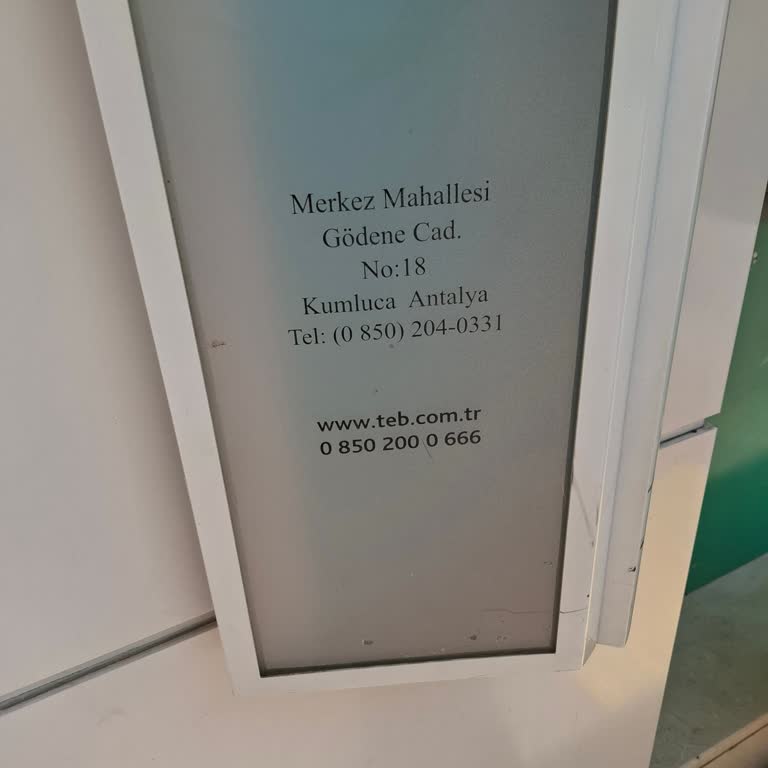 Merkez Mahallesi
Gödene Cad.
No:18
Kumluca Antalya
Tel: (0 850) 204-0331
www.teb.com.tr
0 850 200 0 666